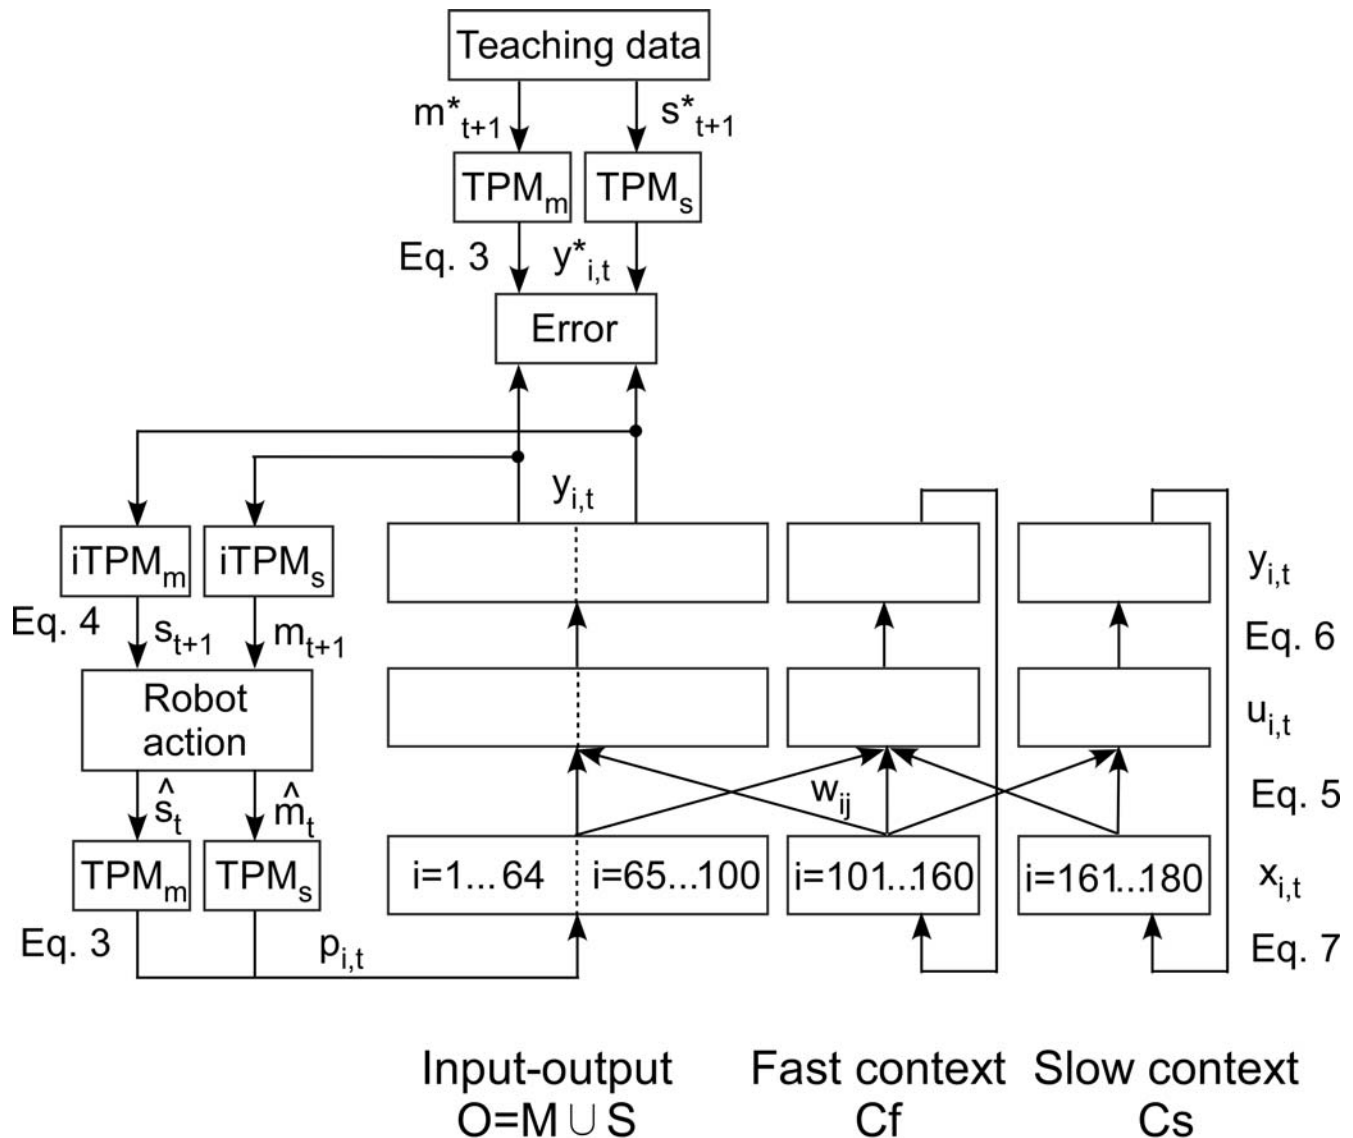 Teaching data
m*t+1 s*t+1
TPMm TPMs
Eq. 3 y*i,t
Error
yi,t
iTPMm iTPMs yi,t
Eq. 4 st+1 mt+1 Eq. 6
Robot
action
ui,t
ŝt m̂t wij Eq. 5
TPMm TPMs i=1...64 i=65...100 i=101...160 i=161...180 xi,t
Eq. 3 pi,t Eq. 7
Input-output Fast context Slow context
O=M∪S Cf Cs